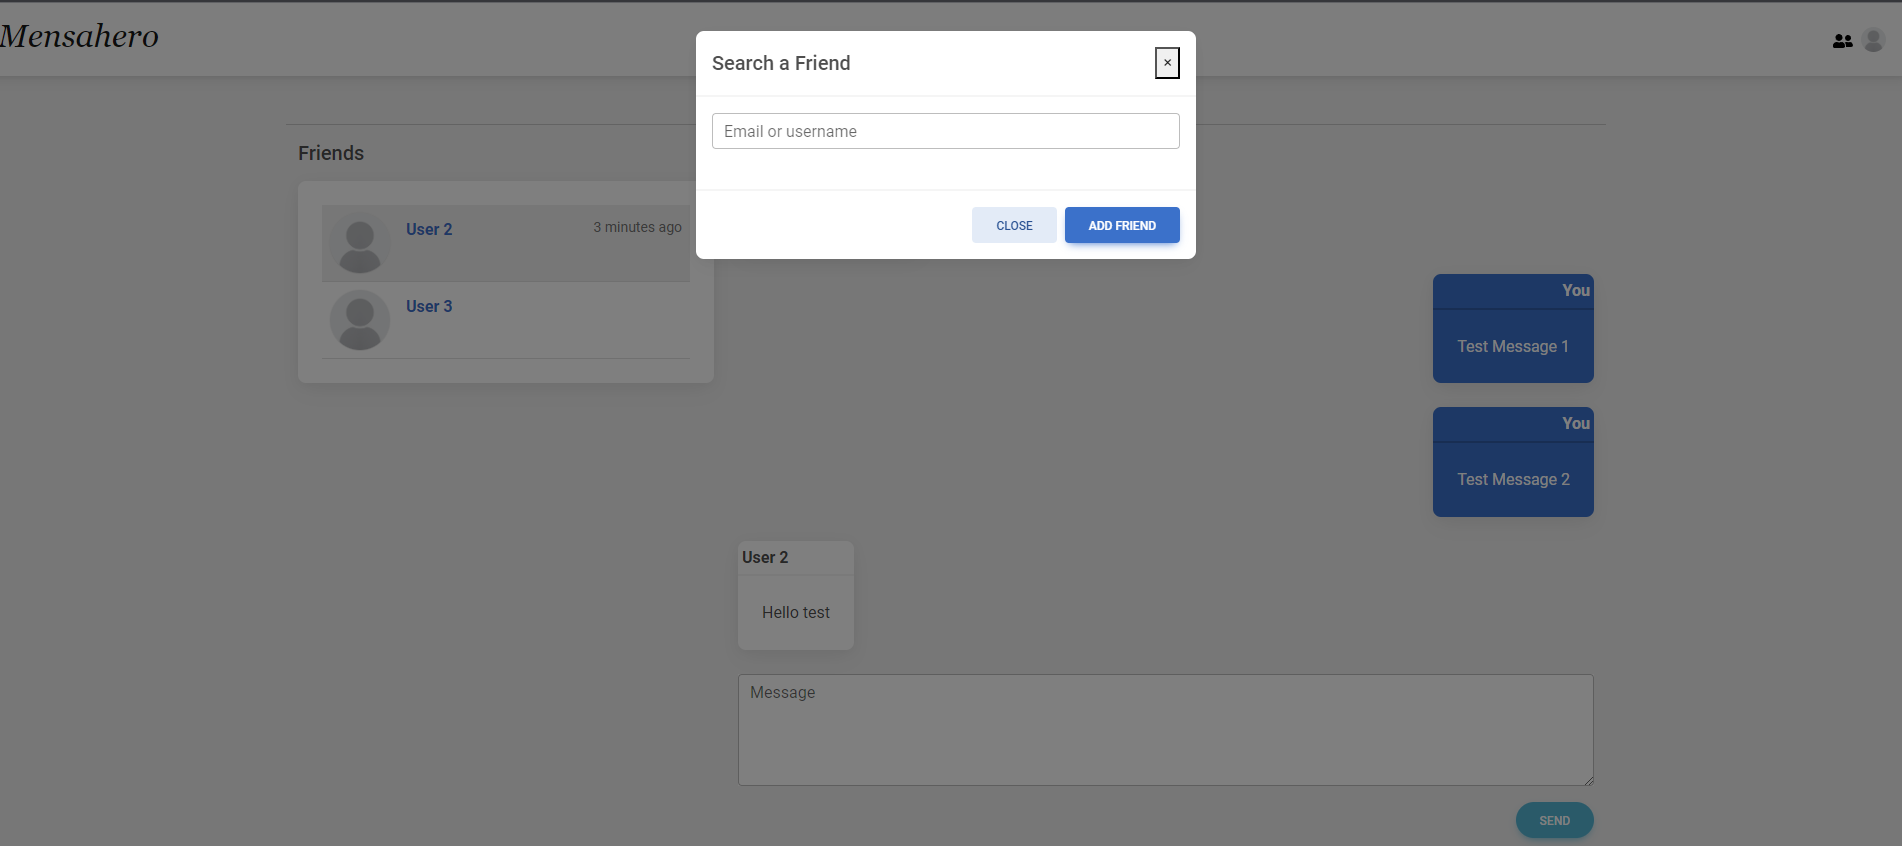 Mensahero
Search a Friend
×
Email or username
CLOSE
ADD FRIEND
Friends
User 2
3 minutes ago
User 3
You
Test Message 1
You
Test Message 2
User 2
Hello test
Message
SEND